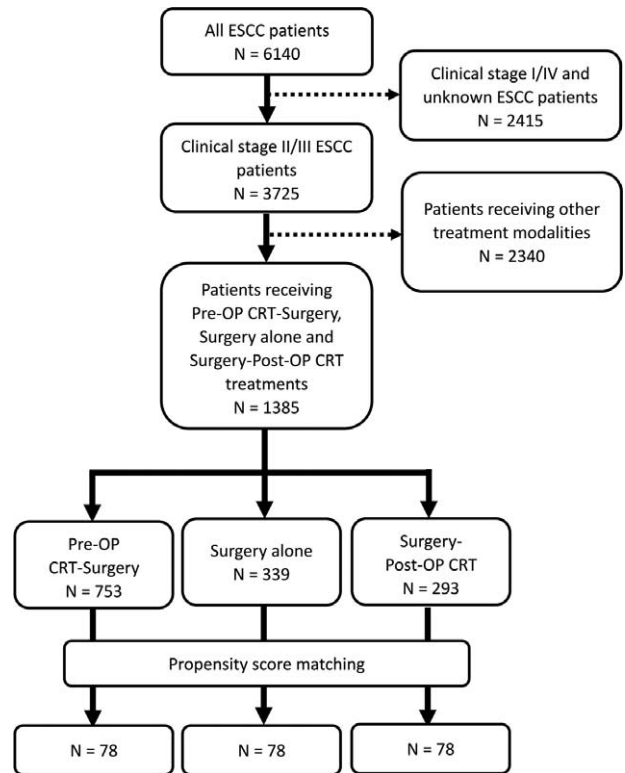 All ESCC patients
N = 6140
Clinical stage I/IV and
unknown ESCC patients
N = 2415
Clinical stage II/III ESCC
patients
N = 3725
Patients receiving other
treatment modalities
N = 2340
Patients receiving
Pre-OP CRT-Surgery,
Surgery alone and
Surgery-Post-OP CRT
treatments
N = 1385
Pre-OP
CRT-Surgery
N = 753
Surgery alone
N = 339
Surgery-
Post-OP CRT
N = 293
Propensity score matching
N = 78
N = 78
N = 78